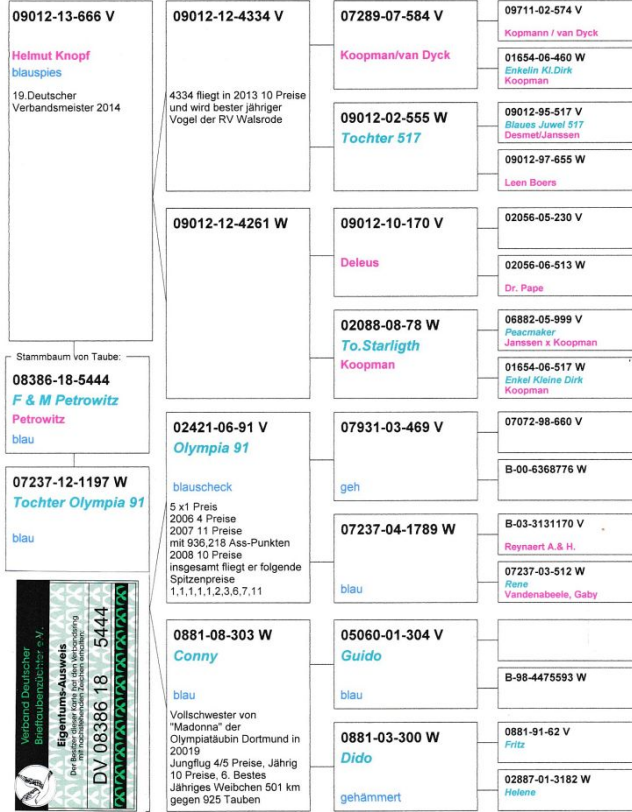 09012-13-666 V
Helmut Knopf
blauspies
19.Deutscher
Verbandsmeister 2014
Stammbaum von Taube:
08386-18-5444
F & M Petrowitz
Petrowitz
blau
07237-12-1197 W
Tochter Olympia 91
blau
Verband Deutscher
Brieftaubenzüchter e.V.
Eigentums-Ausweis
Der Besitzer dieser Karte hat den Verbandsring
mit nachstehenden Zeichen erhalten:
DV 08386 18 5444
09012-12-4334 V
4334 fliegt in 2013 10 Preise
und wird bester jähriger
Vogel der RV Walsrode
09012-12-4261 W
02421-06-91 V
Olympia 91
blauscheck
5 x1 Preis
2006 4 Preise
2007 11 Preise
mit 936,218 Ass-Punkten
2008 10 Preise
insgesamt fliegt er folgende
Spitzenpreise
1,1,1,1,1,2,3,6,7,11
0881-08-303 W
Conny
blau
Vollschwester von
"Madonna" der
Olympiatäubin Dortmund in
20019
Jungflug 4/5 Preise, Jährig
10 Preise, 6. Bestes
Jähriges Weibchen 501 km
gegen 925 Tauben
07289-07-584 V
Koopman/van Dyck
09012-02-555 W
Tochter 517
09012-10-170 V
Deleus
02088-08-78 W
To.Starligth
Koopman
07931-03-469 V
geh
07237-04-1789 W
blau
05060-01-304 V
Guido
blau
0881-03-300 W
Dido
gehämmert
09711-02-574 V
Kopmann / van Dyck
01654-06-460 W
Enkelin Kl.Dirk
Koopman
09012-95-517 V
Blaues Juwel 517
Desmet/Janssen
09012-97-655 W
Leen Boers
02056-05-230 V
02056-06-513 W
Dr. Pape
06882-05-999 V
Peacmaker
Janssen x Koopman
01654-06-517 W
Enkel Kleine Dirk
Koopman
07072-98-660 V
B-00-6368776 W
B-03-3131170 V
Reynaert A.& H.
07237-03-512 W
Rene
Vandenabeele, Gaby
B-98-4475593 W
0881-91-62 V
Fritz
02887-01-3182 W
Helene